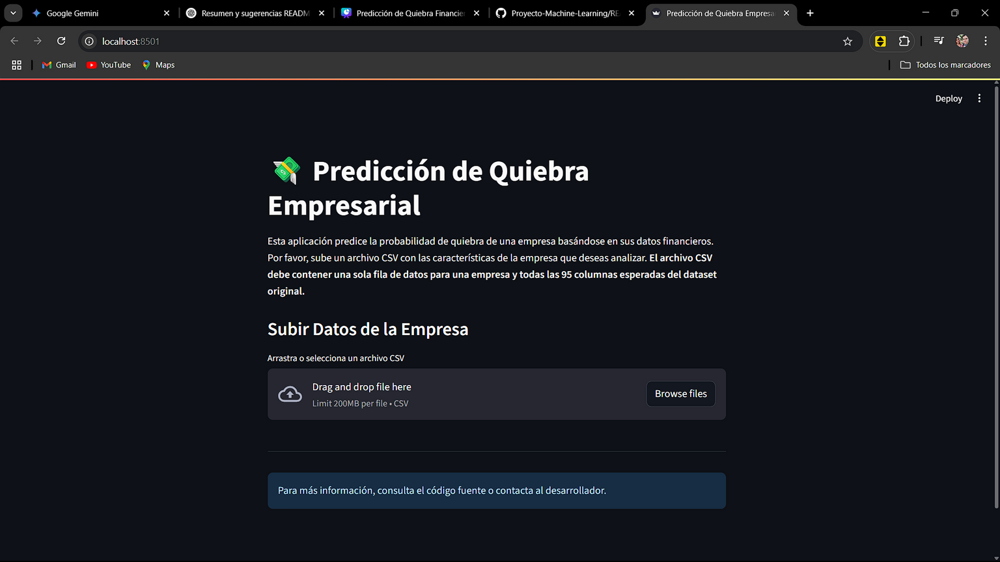 Google Gemini
Resumen y sugerencias READM
Predicción de Quiebra Financier
Proyecto-Machine-Learning/RE
Predicción de Quiebra Empresa
localhost:8501
Gmail
YouTube
Maps
Todos los marcadores
Deploy
Predicción de Quiebra
Empresarial
Esta aplicación predice la probabilidad de quiebra de una empresa basándose en sus datos financieros.
Por favor, sube un archivo CSV con las características de la empresa que deseas analizar. El archivo CSV
debe contener una sola fila de datos para una empresa y todas las 95 columnas esperadas del dataset
original.
Subir Datos de la Empresa
Arrastra o selecciona un archivo CSV
Drag and drop file here
Limit 200MB per file • CSV
Browse files
Para más información, consulta el código fuente o contacta al desarrollador.